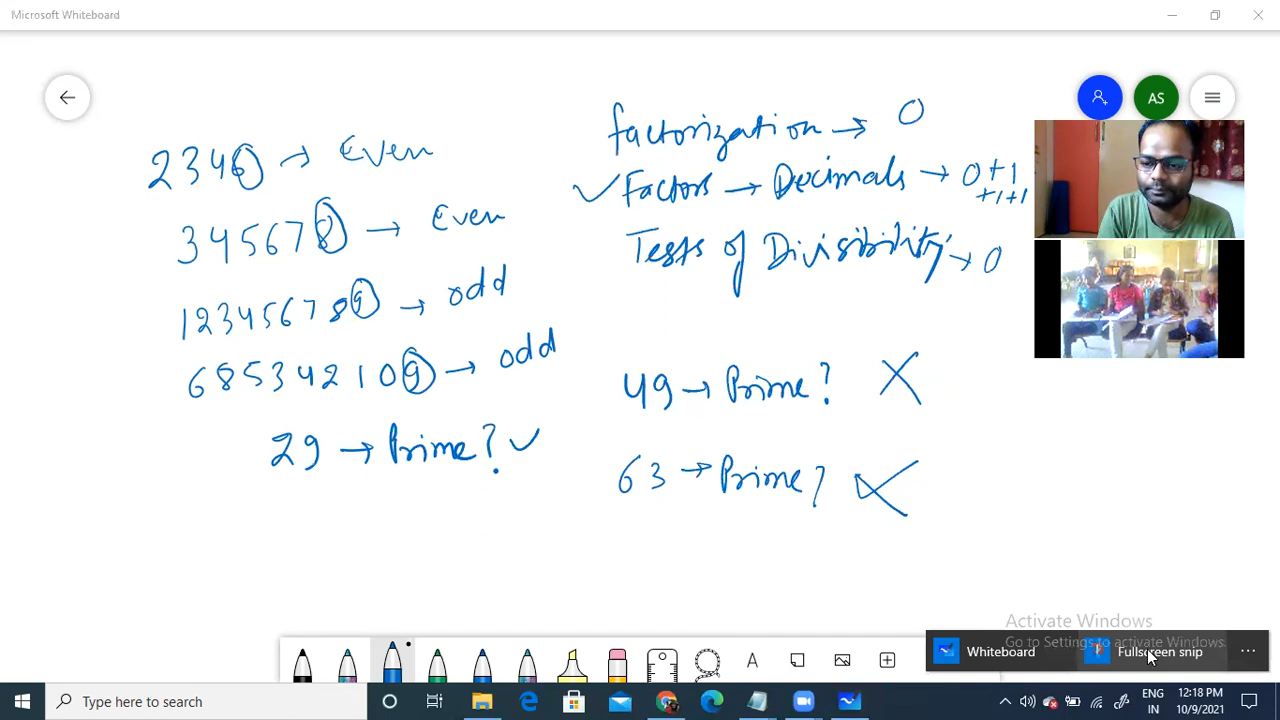 Microsoft Whiteboard
AS
2346 → Even
345678 → Even
123456789 → odd
685342109 → odd
29 → Prime? ✓
factorization → 0
✓ Factors → Decimals → 0+1
+1+1
Tests of Divisibility → 0
49 → Prime? X
63 → Prime? X
Activate Windows
Go to Settings to activate Windows.
Whiteboard
Fullscreen snip
A
Type here to search
ENG
IN
12:18 PM
10/9/2021